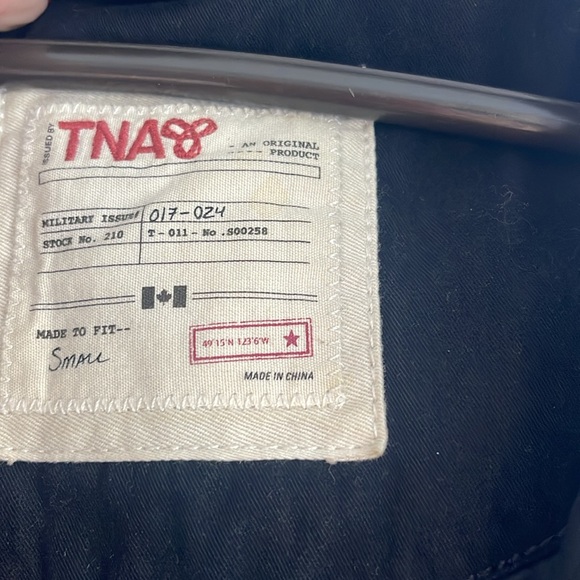 ISSUED BY
TNA
- AN ORIGINAL
---- PRODUCT
MILITARY ISSUE# 017-024
STOCK No. 210 T-011-No.S00258
MADE TO FIT--
SMALL
49°15'N 123°6'W
MADE IN CHINA